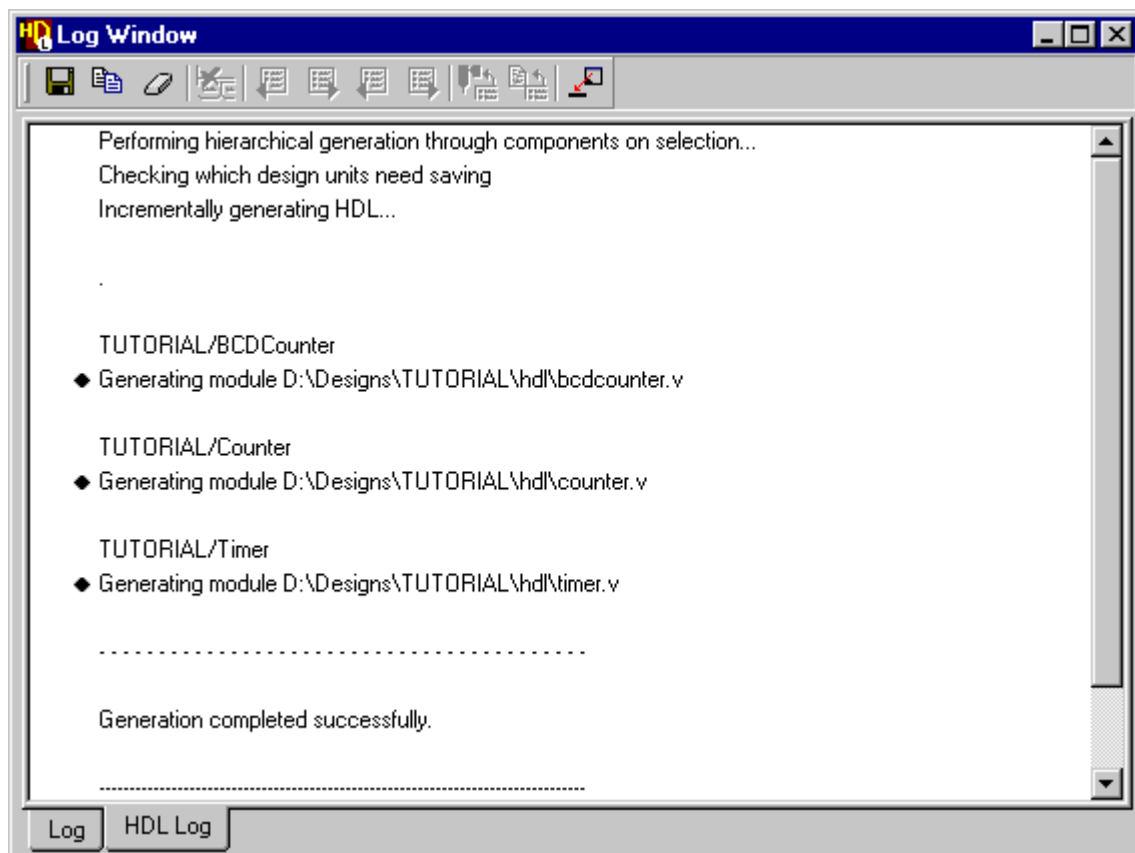 HDL Log Window
Performing hierarchical generation through components on selection...
Checking which design units need saving
Incrementally generating HDL...
.
TUTORIAL/BCDCounter
◆ Generating module D:\Designs\TUTORIAL\hdl\bcdcounter.v
TUTORIAL/Counter
◆ Generating module D:\Designs\TUTORIAL\hdl\counter.v
TUTORIAL/Timer
◆ Generating module D:\Designs\TUTORIAL\hdl\timer.v
- - - - - - - - - - - - - - - - - - - - - - - - - - - - - - - - - - - - - - - - -
Generation completed successfully.
---------------------------------------------------------------------------------
Log HDL Log